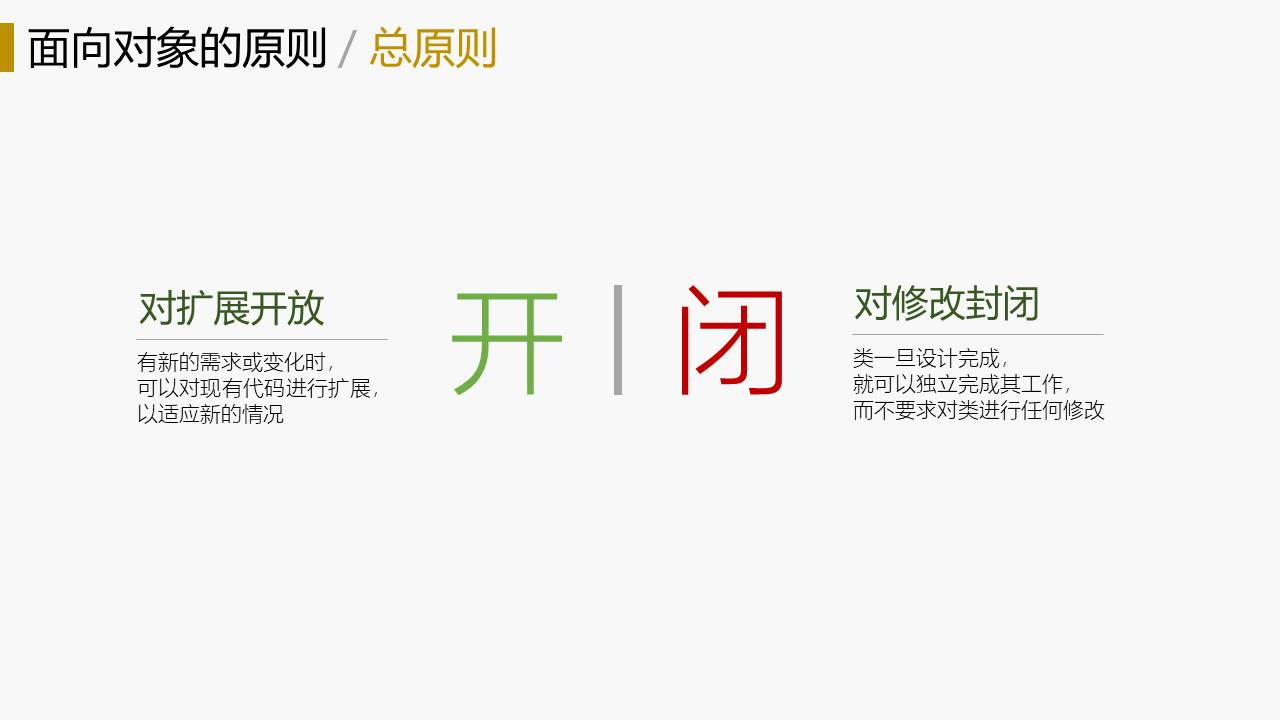 面向对象的原则 / 总原则
对扩展开放
有新的需求或变化时，
可以对现有代码进行扩展，
以适应新的情况
开
闭
对修改封闭
类一旦设计完成，
就可以独立完成其工作，
而不要求对类进行任何修改